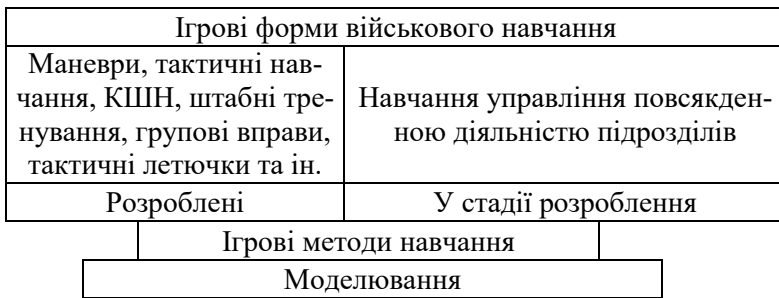 Ігрові форми військового навчання
Маневри, тактичні нав-
чання, КШН, штабні тре-
нування, групові вправи,
тактичні летючки та ін.
Навчання управління повсякден-
ною діяльністю підрозділів
Розроблені
У стадії розроблення
Ігрові методи навчання
Моделювання